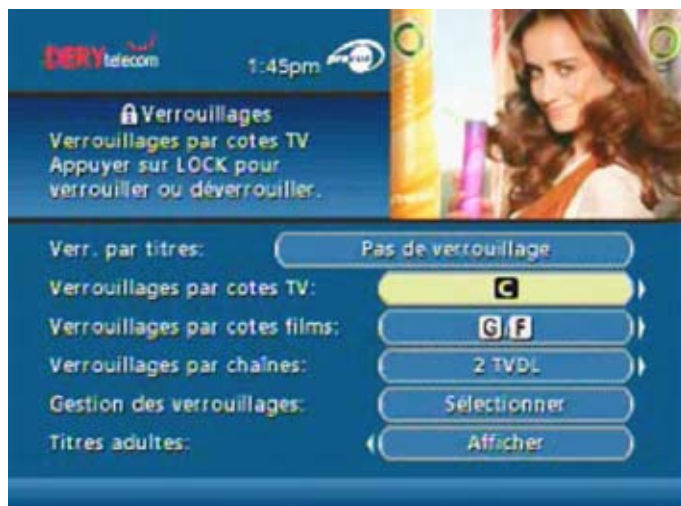 DERYtelecom
1:45pm
Verrouillages
Verrouillages par cotes TV
Appuyer sur LOCK pour
verrouiller ou déverrouiller.
Verr. par titres: Pas de verrouillage
Verrouillages par cotes TV: C
Verrouillages par cotes films: G/F
Verrouillages par chaînes: 2 TVDL
Gestion des verrouillages: Sélectionner
Titres adultes: Afficher